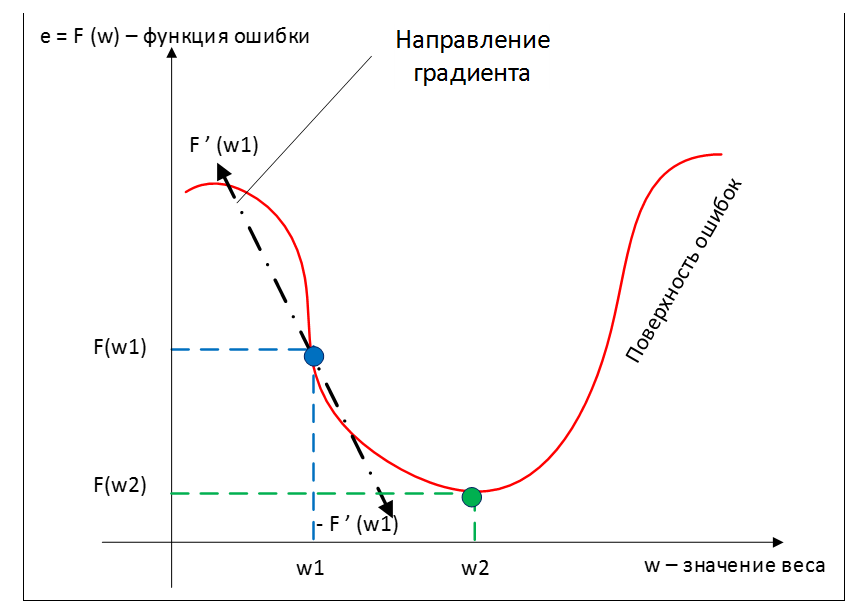 e = F (w) – функция ошибки
Направление
градиента
F ’ (w1)
Поверхность ошибок
F(w1)
F(w2)
- F ’ (w1)
w1
w2
w – значение веса